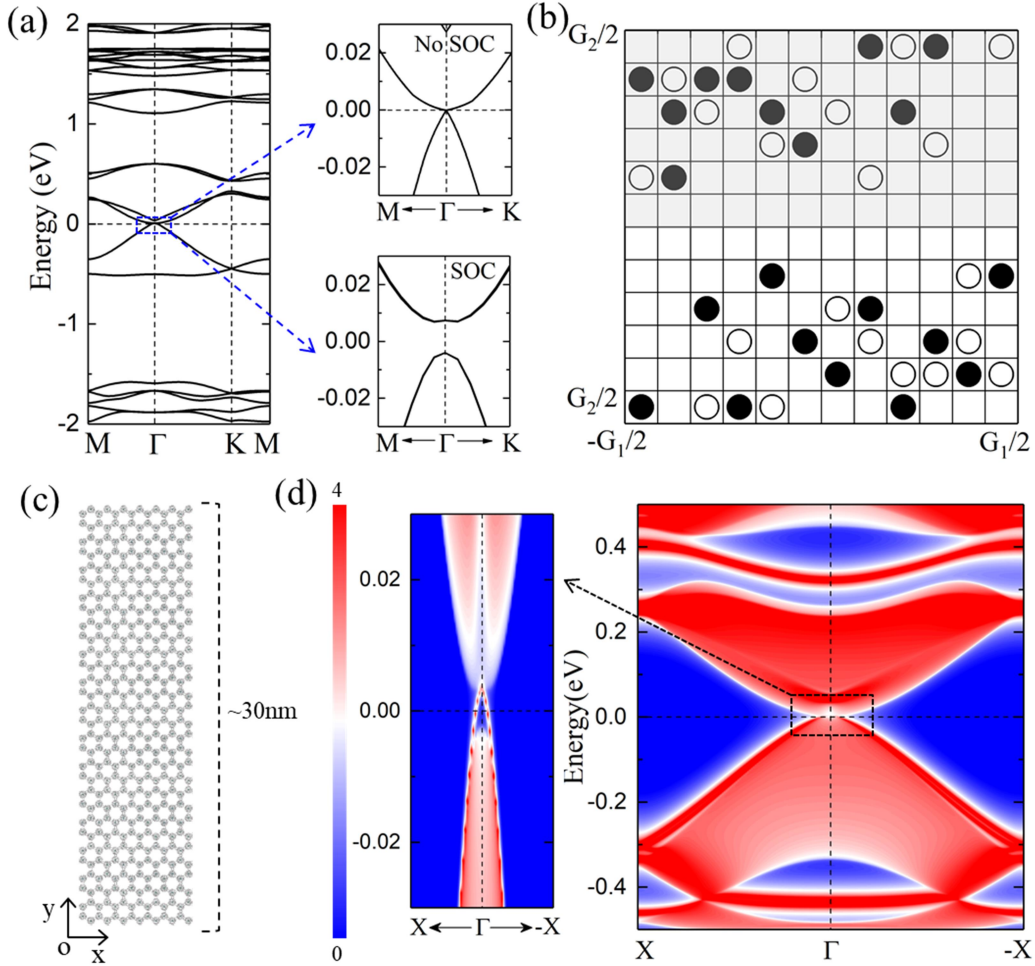 (a)
2
1
0
-1
-2
Energy (eV)
M Γ K M
0.02
0.00
-0.02
No SOC
M ← Γ → K
0.02
0.00
-0.02
SOC
M ← Γ → K
(b)
G2/2
G2/2
-G1/2
G1/2
(c)
~30nm
y
o
x
(d)
4
0
0.02
0.00
-0.02
X ← Γ → -X
Energy(eV)
0.4
0.2
0.0
-0.2
-0.4
X Γ -X